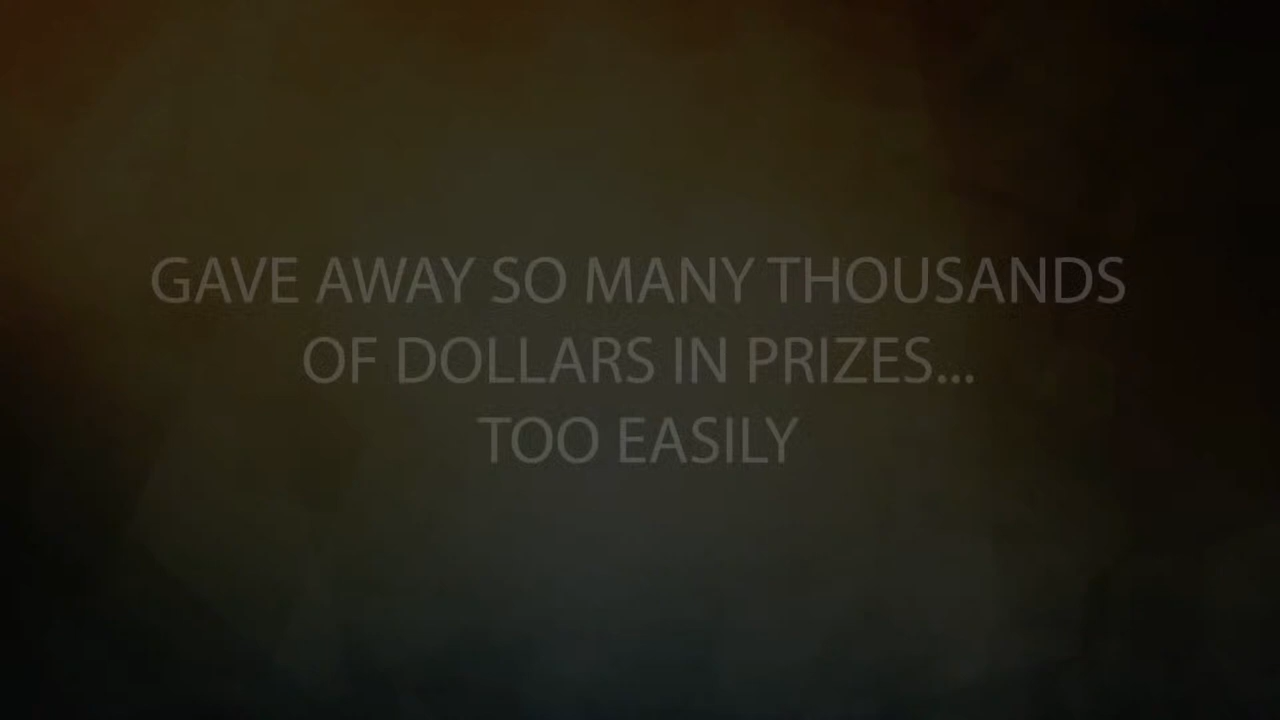 GAVE AWAY SO MANY THOUSANDS
OF DOLLARS IN PRIZES...
TOO EASILY